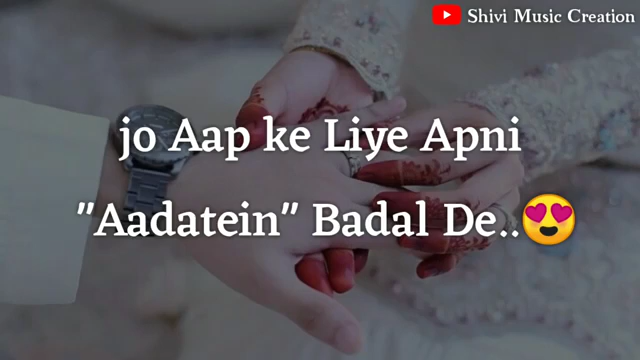 Shivi Music Creation
jo Aap ke Liye Apni
"Aadatein" Badal De..😍